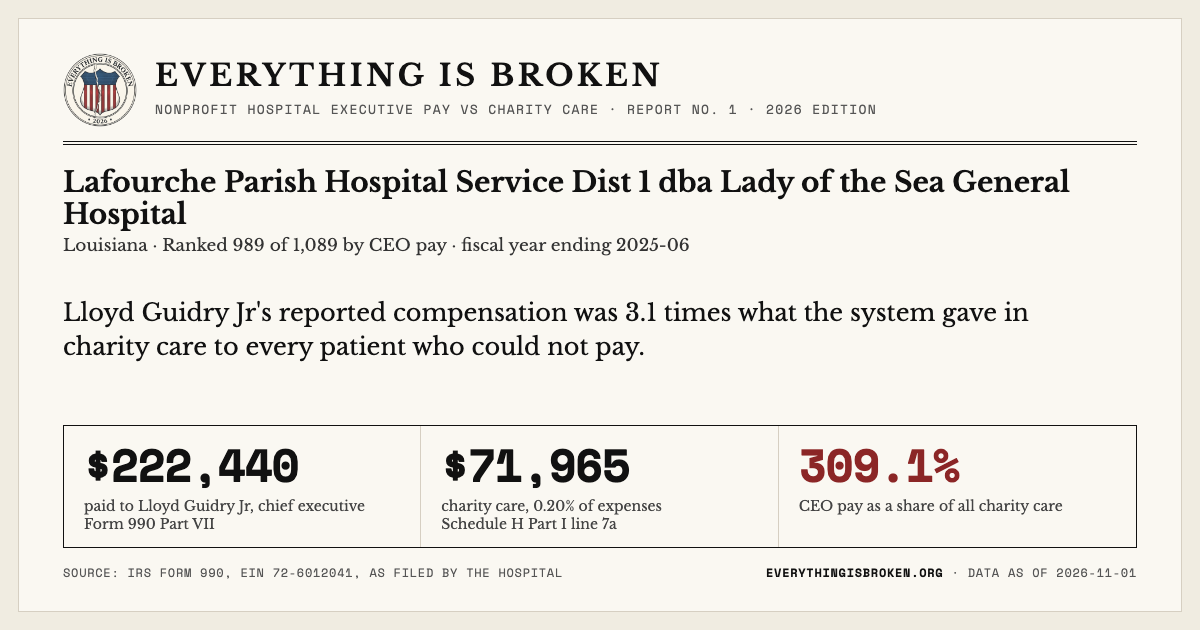 EVERYTHING IS BROKEN
2026
EVERYTHING IS BROKEN
NONPROFIT HOSPITAL EXECUTIVE PAY VS CHARITY CARE · REPORT NO. 1 · 2026 EDITION
Lafourche Parish Hospital Service Dist 1 dba Lady of the Sea General
Hospital
Louisiana · Ranked 989 of 1,089 by CEO pay · fiscal year ending 2025-06
Lloyd Guidry Jr's reported compensation was 3.1 times what the system gave in
charity care to every patient who could not pay.
$222,440
paid to Lloyd Guidry Jr, chief executive
Form 990 Part VII
$71,965
charity care, 0.20% of expenses
Schedule H Part I line 7a
309.1%
CEO pay as a share of all charity care
SOURCE: IRS FORM 990, EIN 72-6012041, AS FILED BY THE HOSPITAL
EVERYTHINGISBROKEN.ORG · DATA AS OF 2026-11-01